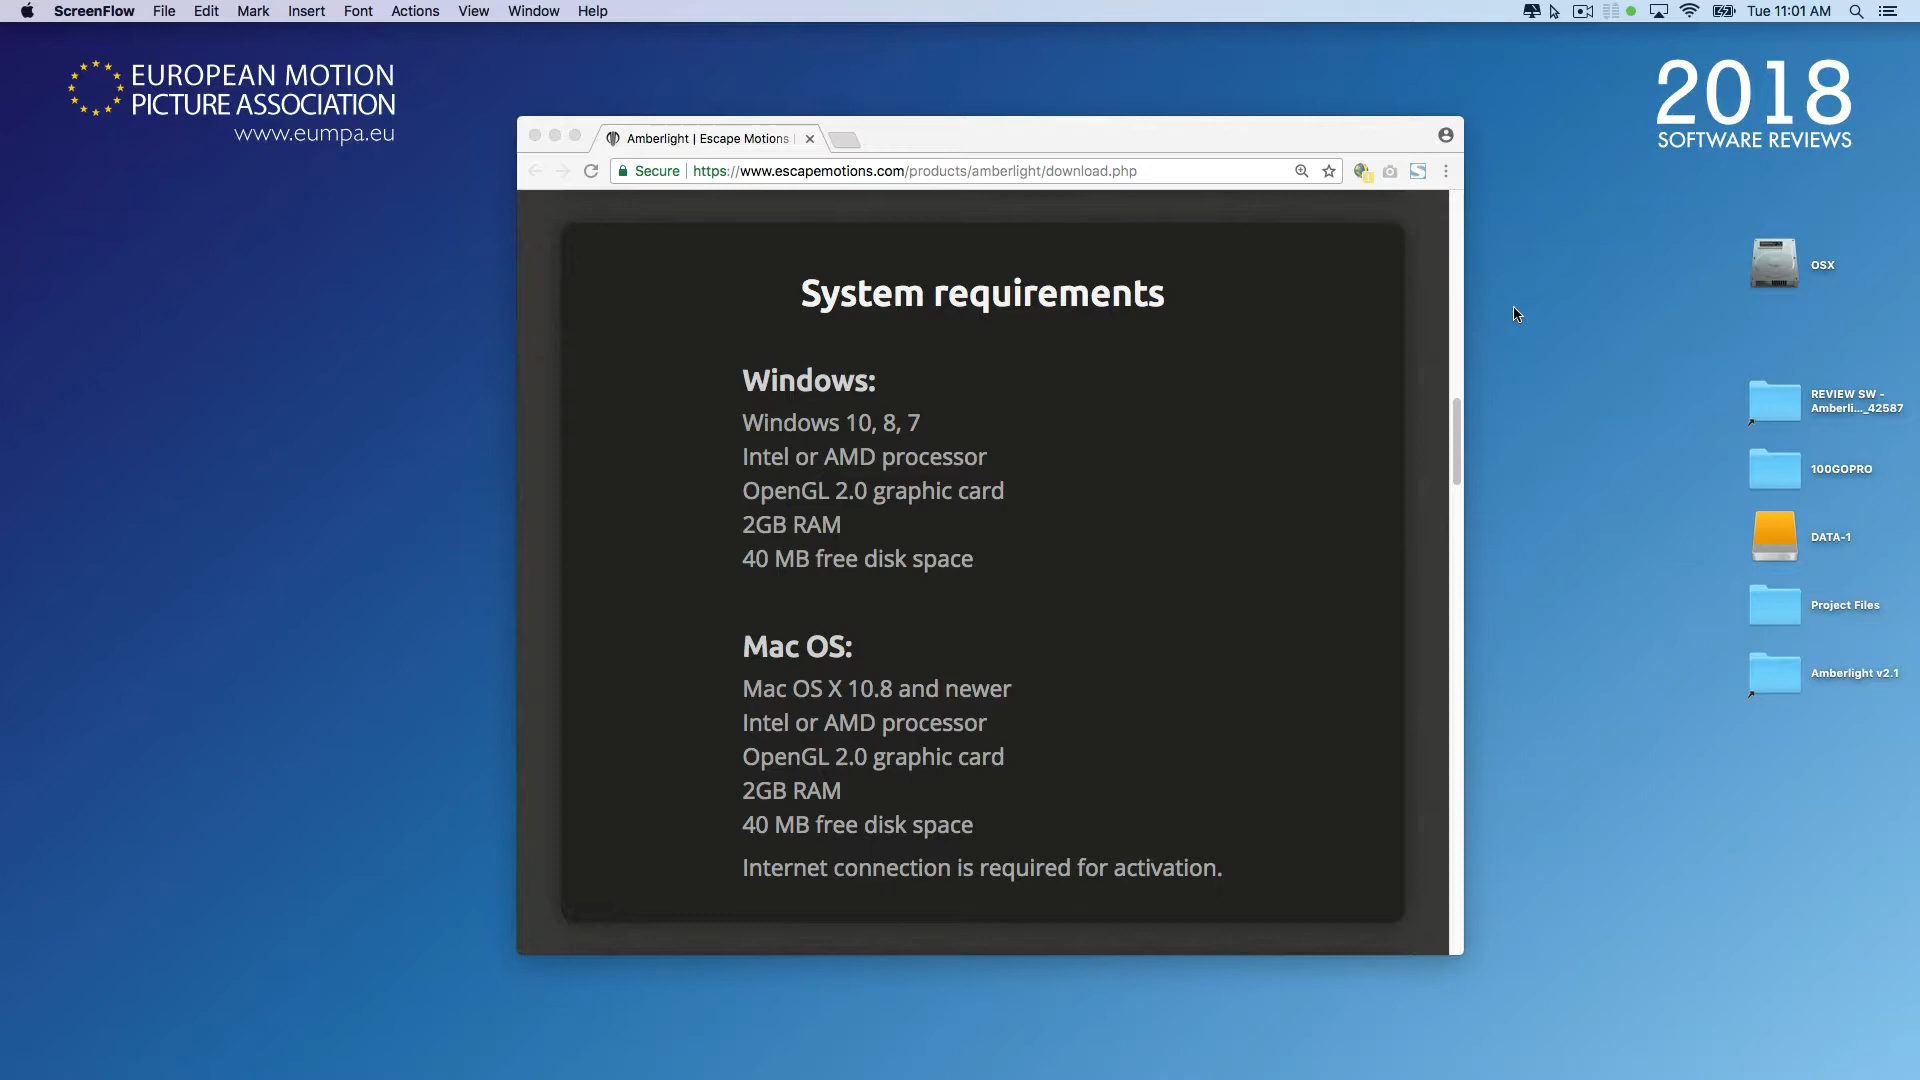 ScreenFlow File Edit Mark Insert Font Actions View Window Help Tue 11:01 AM
EUROPEAN MOTION
PICTURE ASSOCIATION
www.eumpa.eu
2018
SOFTWARE REVIEWS
Amberlight | Escape Motions |
Secure https://www.escapemotions.com/products/amberlight/download.php
System requirements
Windows:
Windows 10, 8, 7
Intel or AMD processor
OpenGL 2.0 graphic card
2GB RAM
40 MB free disk space
Mac OS:
Mac OS X 10.8 and newer
Intel or AMD processor
OpenGL 2.0 graphic card
2GB RAM
40 MB free disk space
Internet connection is required for activation.
OSX
REVIEW SW -
Amberli..._42587
100GOPRO
DATA-1
Project Files
Amberlight v2.1